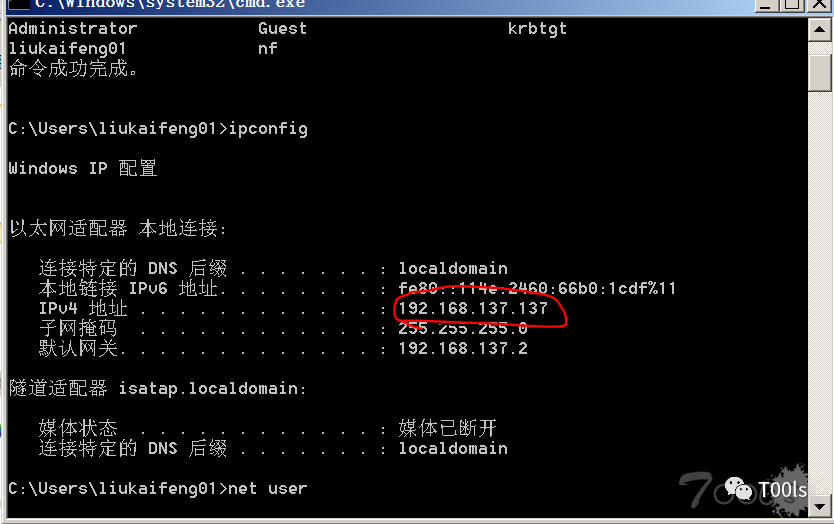 C:\Windows\system32\cmd.exe
Administrator Guest krbtgt
liukaifeng01 nf
命令成功完成。
C:\Users\liukaifeng01>ipconfig
Windows IP 配置
以太网适配器 本地连接:
连接特定的 DNS 后缀 . . . . . . . : localdomain
本地链接 IPv6 地址. . . . . . . . : fe80::114e:2460:66b0:1cdf%11
IPv4 地址 . . . . . . . . . . . . : 192.168.137.137
子网掩码 . . . . . . . . . . . . : 255.255.255.0
默认网关. . . . . . . . . . . . . : 192.168.137.2
隧道适配器 isatap.localdomain:
媒体状态 . . . . . . . . . . . . : 媒体已断开
连接特定的 DNS 后缀 . . . . . . . : localdomain
C:\Users\liukaifeng01>net user
T00ls